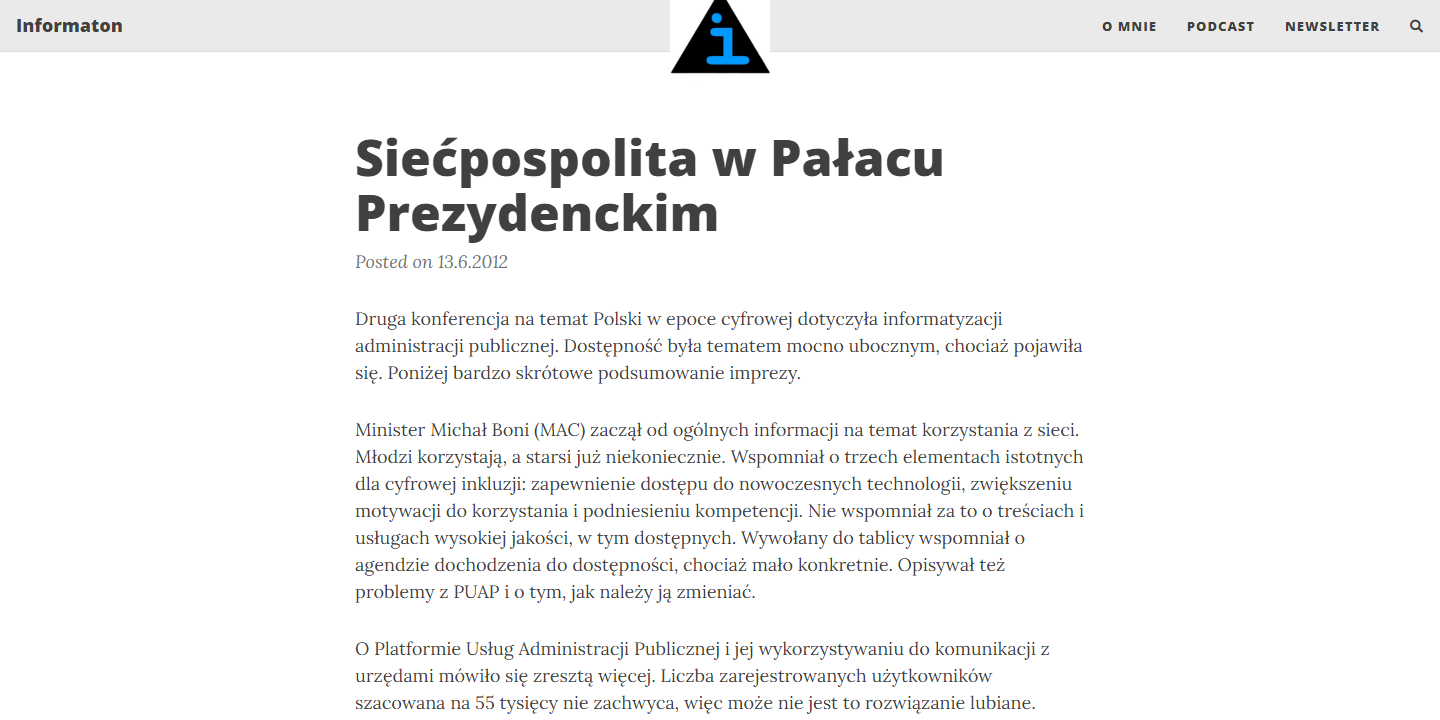 Informaton
O MNIE
PODCAST
NEWSLETTER
i
Siećpospolita w Pałacu
Prezydenckim
Posted on 13.6.2012
Druga konferencja na temat Polski w epoce cyfrowej dotyczyła informatyzacji
administracji publicznej. Dostępność była tematem mocno ubocznym, chociaż pojawiła
się. Poniżej bardzo skrótowe podsumowanie imprezy.
Minister Michał Boni (MAC) zaczął od ogólnych informacji na temat korzystania z sieci.
Młodzi korzystają, a starsi już niekoniecznie. Wspomniał o trzech elementach istotnych
dla cyfrowej inkluzji: zapewnienie dostępu do nowoczesnych technologii, zwiększeniu
motywacji do korzystania i podniesieniu kompetencji. Nie wspomniał za to o treściach i
usługach wysokiej jakości, w tym dostępnych. Wywołany do tablicy wspomniał o
agendzie dochodzenia do dostępności, chociaż mało konkretnie. Opisywał też
problemy z PUAP i o tym, jak należy ją zmieniać.
O Platformie Usług Administracji Publicznej i jej wykorzystywaniu do komunikacji z
urzędami mówiło się zresztą więcej. Liczba zarejestrowanych użytkowników
szacowana na 55 tysięcy nie zachwyca, więc może nie jest to rozwiązanie lubiane.